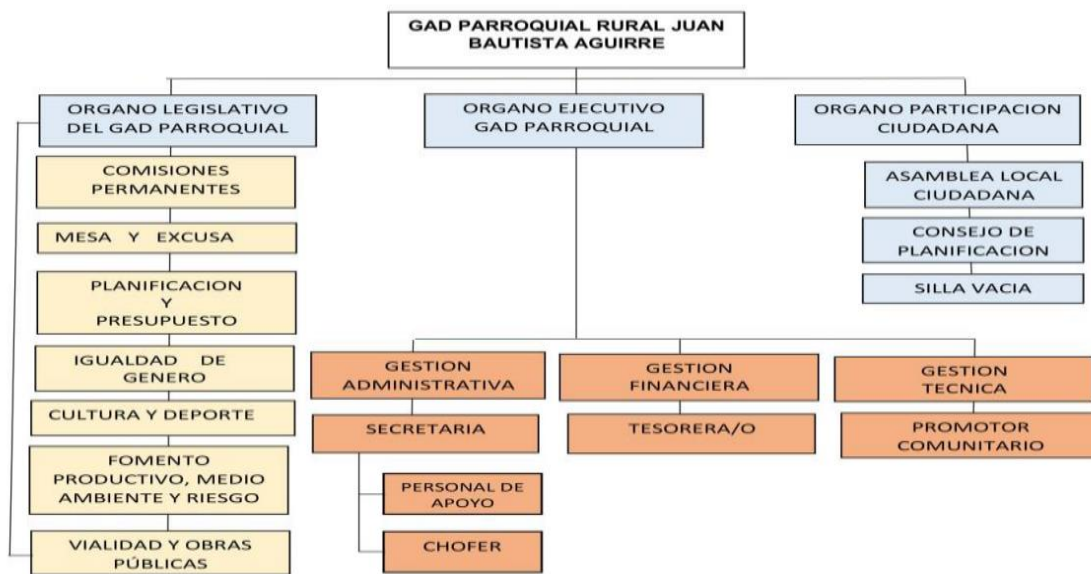 GAD PARROQUIAL RURAL JUAN
BAUTISTA AGUIRRE
ORGANO LEGISLATIVO
DEL GAD PARROQUIAL
COMISIONES
PERMANENTES
MESA Y EXCUSA
PLANIFICACION
Y
PRESUPUESTO
IGUALDAD DE
GENERO
CULTURA Y DEPORTE
FOMENTO
PRODUCTIVO, MEDIO
AMBIENTE Y RIESGO
VIALIDAD Y OBRAS
PÚBLICAS
ORGANO EJECUTIVO
GAD PARROQUIAL
GESTION
ADMINISTRATIVA
SECRETARIA
PERSONAL DE
APOYO
CHOFER
GESTION
FINANCIERA
TESORERA/O
GESTION
TECNICA
PROMOTOR
COMUNITARIO
ORGANO PARTICIPACION
CIUDADANA
ASAMBLEA LOCAL
CIUDADANA
CONSEJO DE
PLANIFICACION
SILLA VACIA